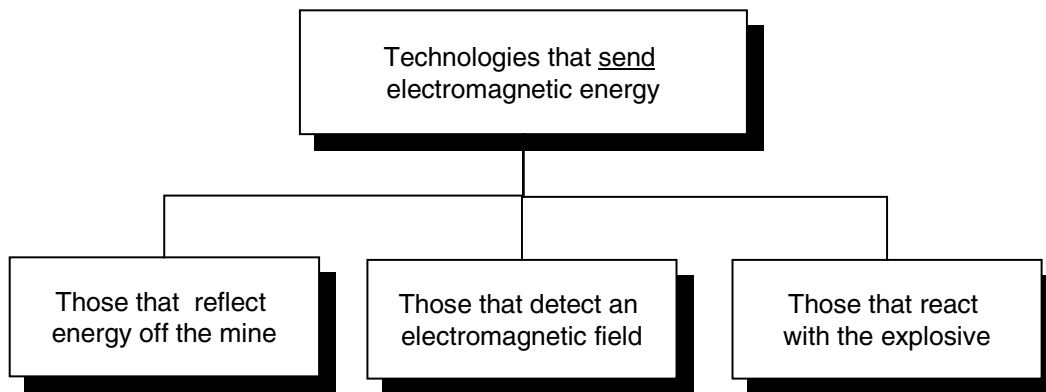 Technologies that send
electromagnetic energy
Those that reflect
energy off the mine
Those that detect an
electromagnetic field
Those that react
with the explosive